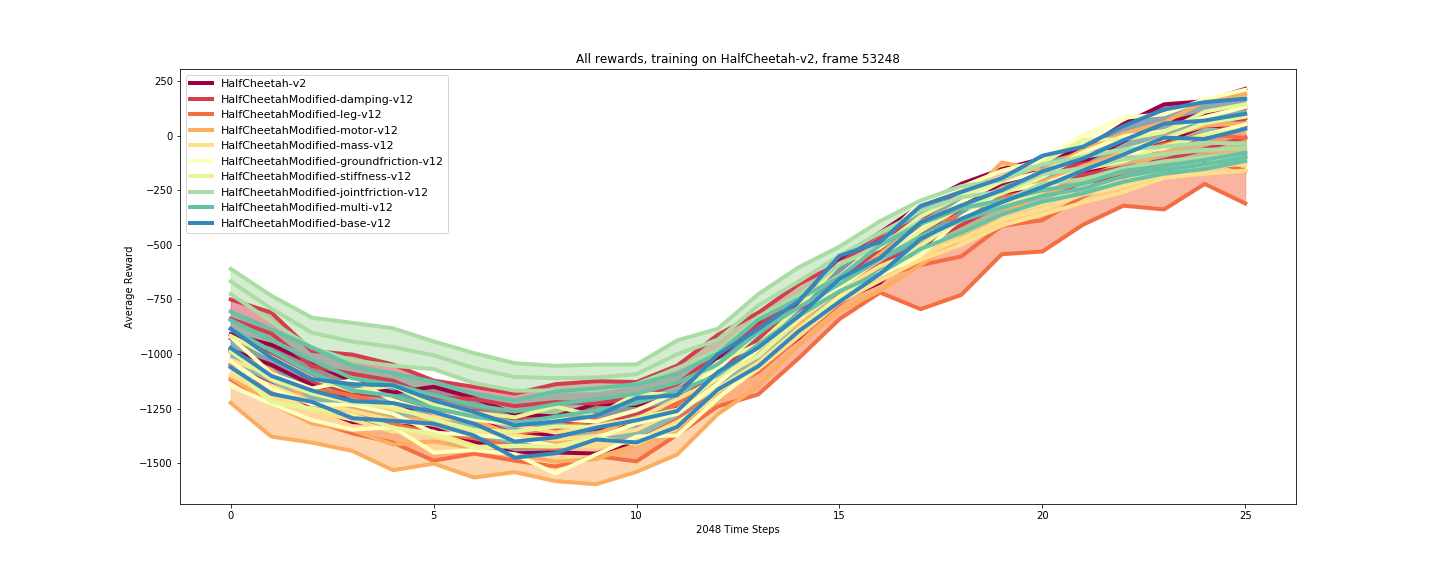 All rewards, training on HalfCheetah-v2, frame 53248
250
0
−250
−500
−750
−1000
−1250
−1500
Average Reward
HalfCheetah-v2
HalfCheetahModified-damping-v12
HalfCheetahModified-leg-v12
HalfCheetahModified-motor-v12
HalfCheetahModified-mass-v12
HalfCheetahModified-groundfriction-v12
HalfCheetahModified-stiffness-v12
HalfCheetahModified-jointfriction-v12
HalfCheetahModified-multi-v12
HalfCheetahModified-base-v12
0 5 10 15 20 25
2048 Time Steps